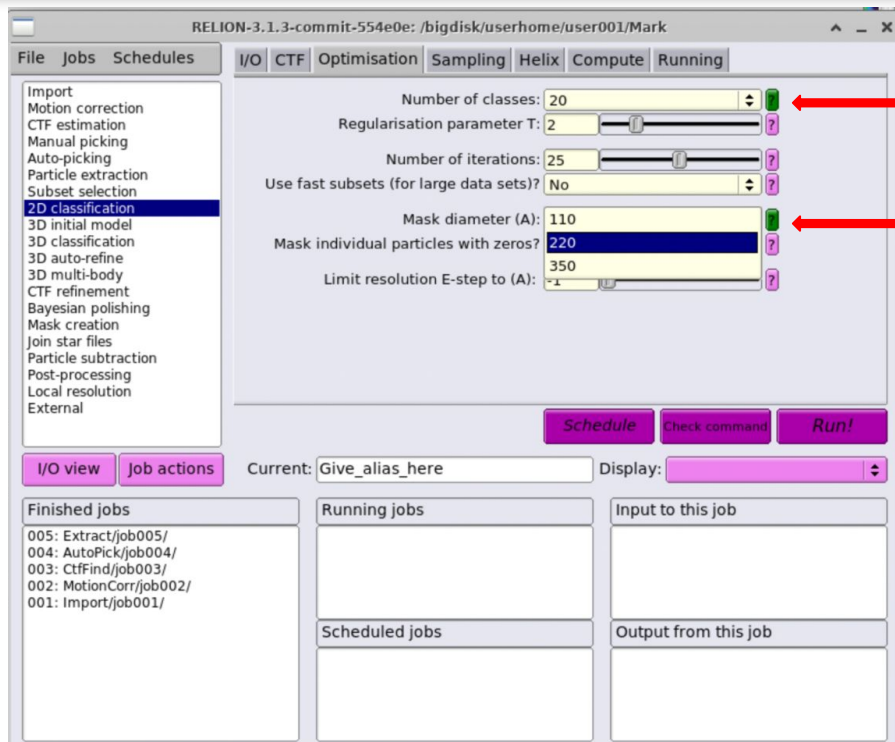 RELION-3.1.3-commit-554e0e: /bigdisk/userhome/user001/Mark
File Jobs Schedules
I/O CTF Optimisation Sampling Helix Compute Running
Import
Motion correction
CTF estimation
Manual picking
Auto-picking
Particle extraction
Subset selection
2D classification
3D initial model
3D classification
3D auto-refine
3D multi-body
CTF refinement
Bayesian polishing
Mask creation
Join star files
Particle subtraction
Post-processing
Local resolution
External
Number of classes: 20 ?
Regularisation parameter T: 2 ?
Number of iterations: 25 ?
Use fast subsets (for large data sets)? No ?
Mask diameter (A): 110 ?
Mask individual particles with zeros? 220 ?
350
Limit resolution E-step to (A): -1 ?
Schedule Check command Run!
I/O view Job actions Current: Give_alias_here Display:
Finished jobs
005: Extract/job005/
004: AutoPick/job004/
003: CtfFind/job003/
002: MotionCorr/job002/
001: Import/job001/
Running jobs
Input to this job
Scheduled jobs
Output from this job